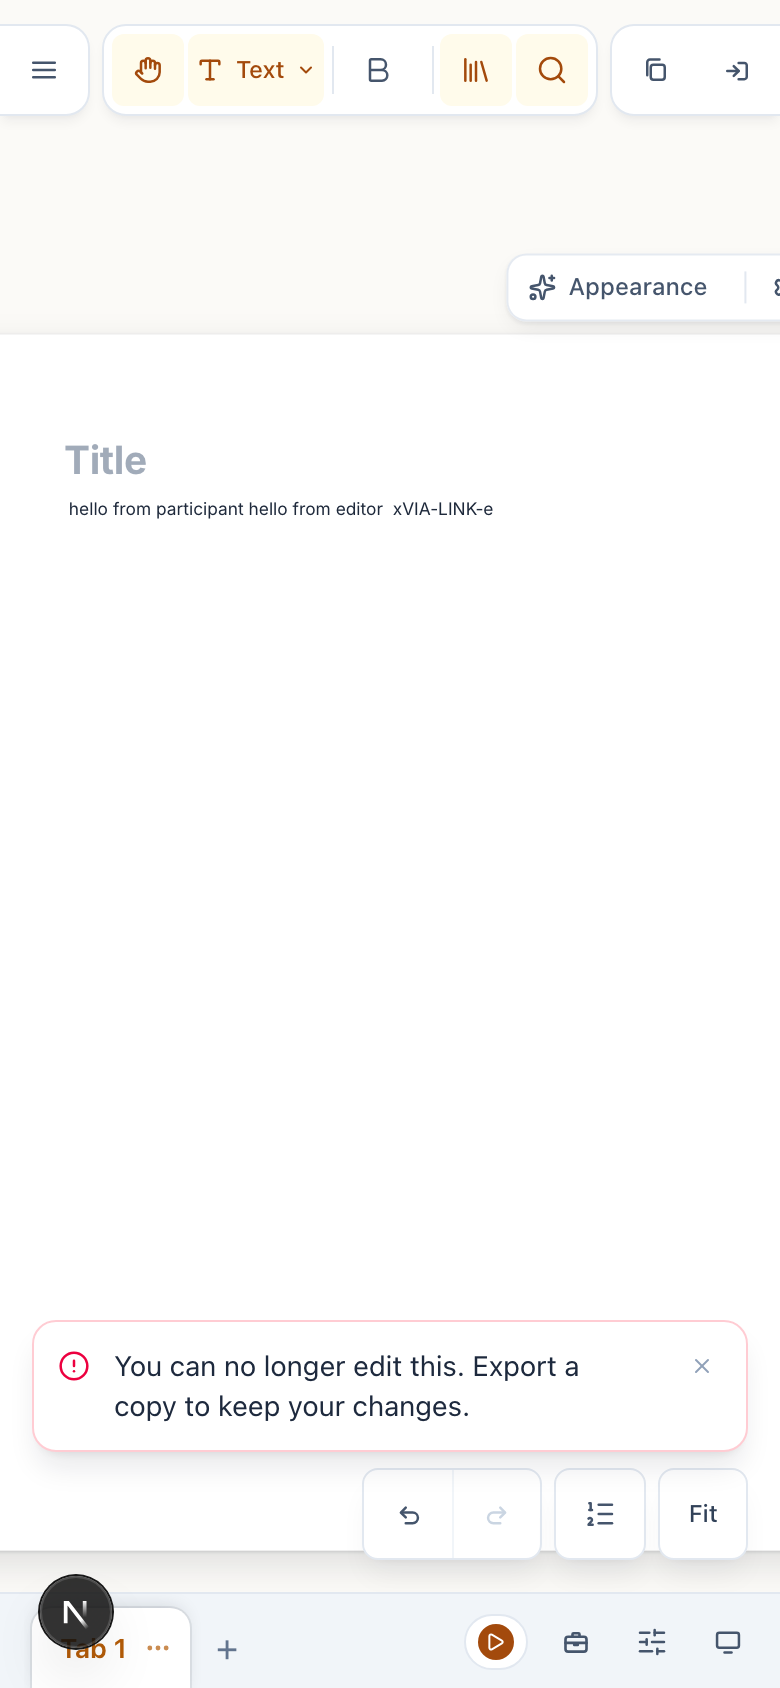 Text
Appearance
Title
hello from participant hello from editor  xVIA-LINK-e
You can no longer edit this. Export a
copy to keep your changes.
Fit
N
Tab 1